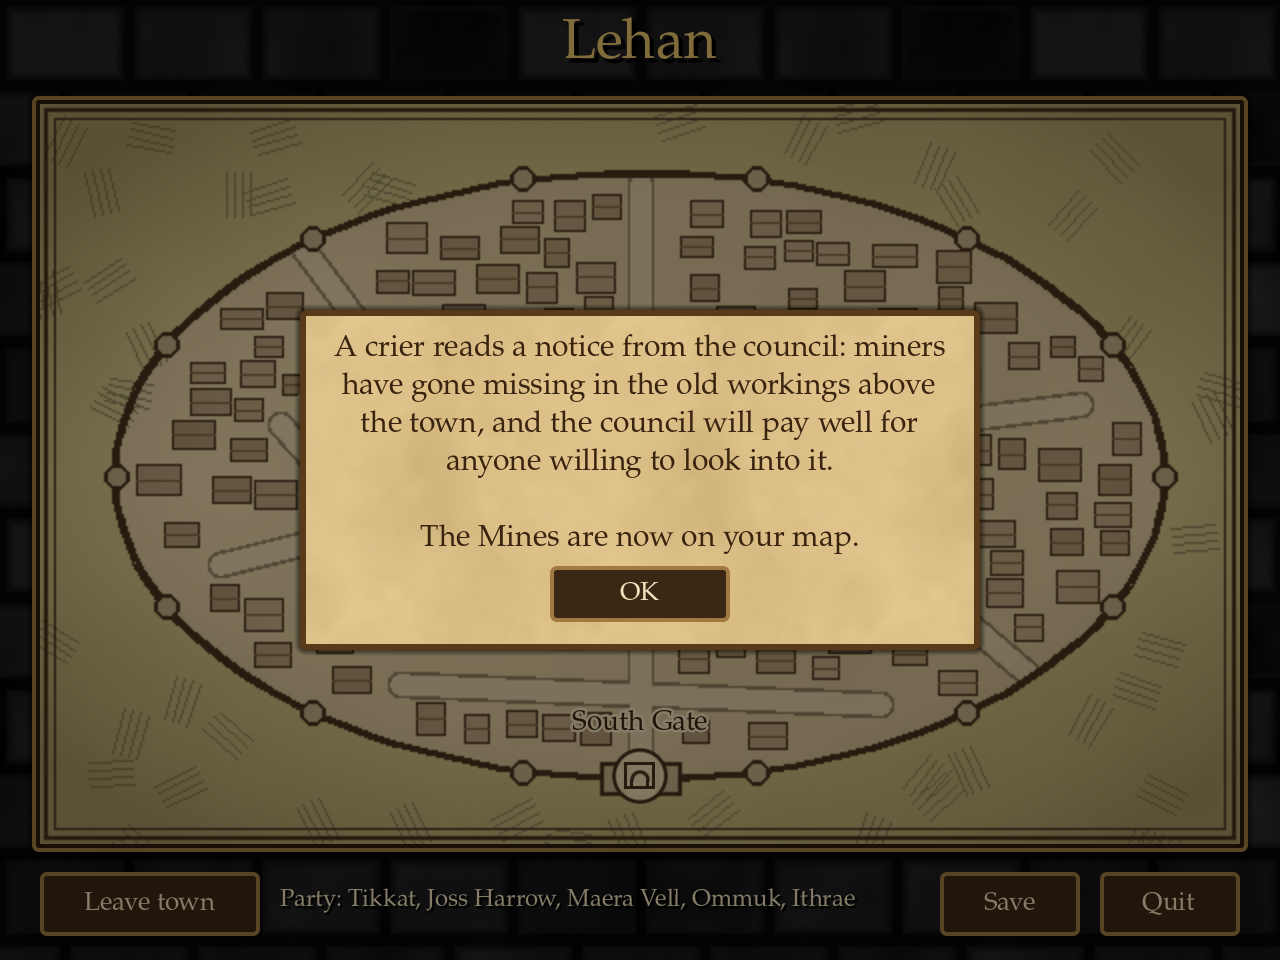 Lehan
A crier reads a notice from the council: miners
have gone missing in the old workings above
the town, and the council will pay well for
anyone willing to look into it.
The Mines are now on your map.
OK
South Gate
Leave town
Party: Tikkat, Joss Harrow, Maera Vell, Ommuk, Ithrae
Save
Quit